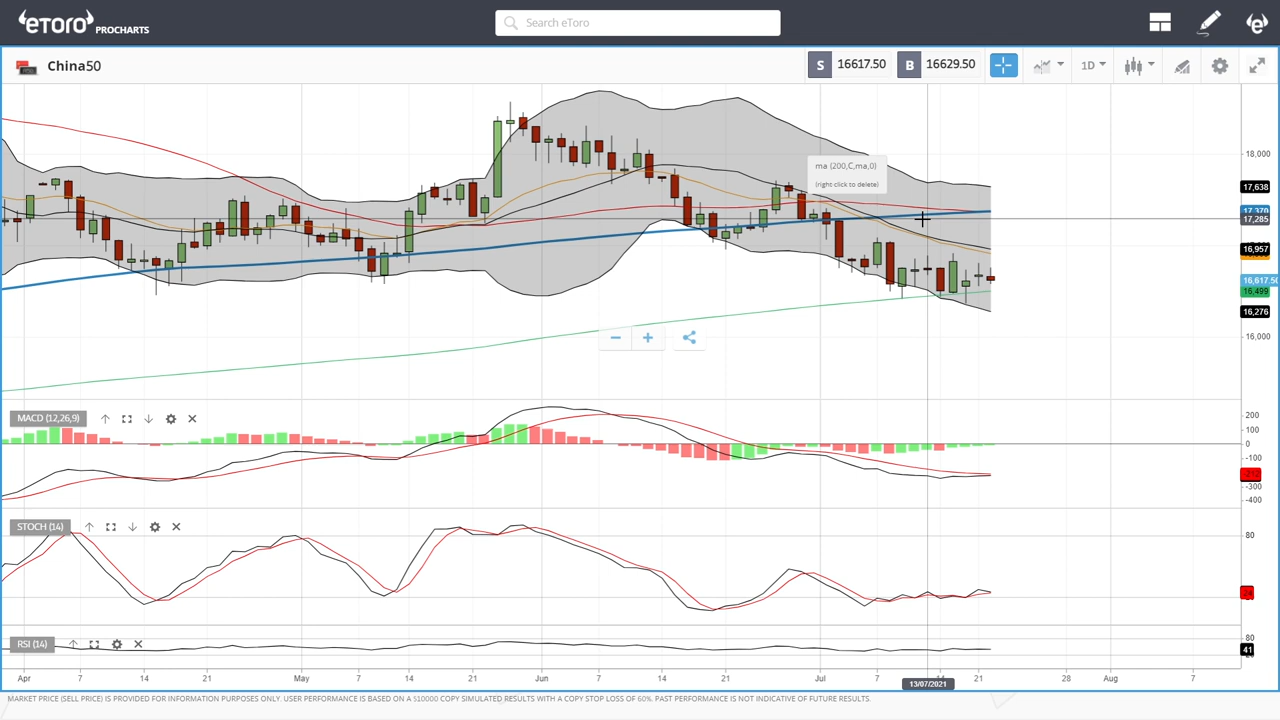 eToro PROCHARTS
Search eToro
China50
S 16617.50 B 16629.50
1D
ma (200,C,ma,0)
(right click to delete)
18,000
17,638
17,370
17,285
16,957
16,617.50
16,499
16,276
16,000
MACD (12,26,9)
200
100
0
-100
-300
-400
STOCH (14)
80
RSI (14)
80
41
Apr 7 14 21 May 7 14 21 Jun 7 14 21 Jul 7 14 21 28 Aug 7
13/07/2021
MARKET PRICE (SELL PRICE) IS PROVIDED FOR INFORMATION PURPOSES ONLY. USER PERFORMANCE IS BASED ON A $10000 COPY SIMULATED RESULTS WITH A COPY STOP LOSS OF 60%. PAST PERFORMANCE IS NOT INDICATIVE OF FUTURE RESULTS.